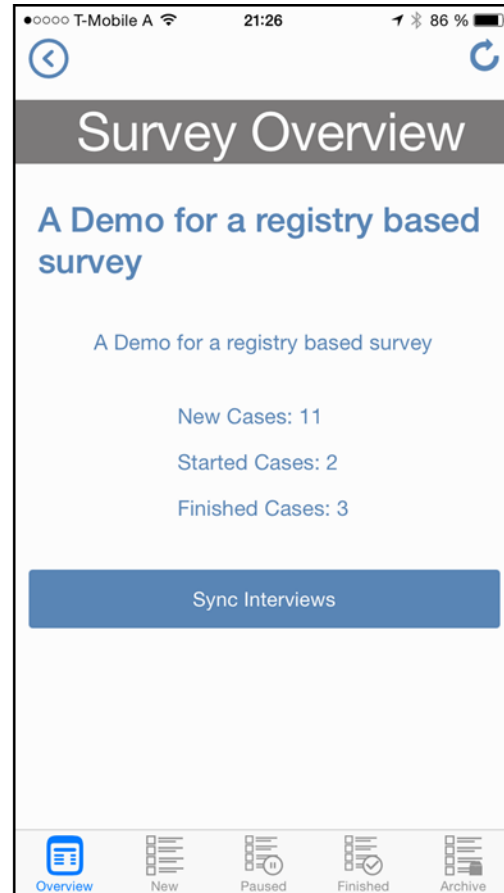 T-Mobile A 21:26 86 %
Survey Overview
A Demo for a registry based
survey
A Demo for a registry based survey
New Cases: 11
Started Cases: 2
Finished Cases: 3
Sync Interviews
Overview New Paused Finished Archive